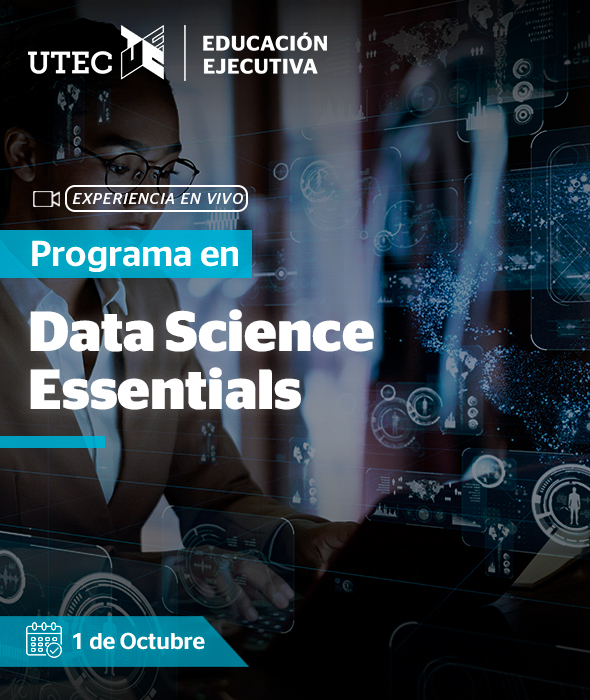 UTEC
EDUCACIÓN
EJECUTIVA
EXPERIENCIA EN VIVO
Programa en
Data Science
Essentials
1 de Octubre